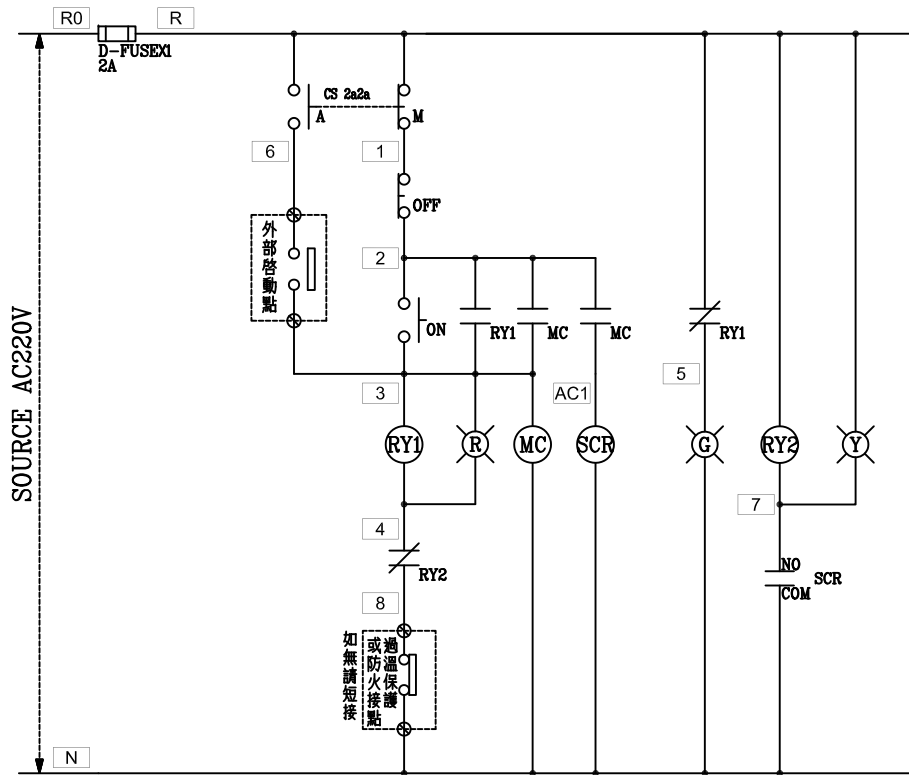 R0
R
D-FUSEX1
2A
CS 2a2a
A
M
6
1
OFF
外部啓動點
2
ON
RY1
MC
MC
RY1
SOURCE AC220V
3
AC1
5
RY1
R
MC
SCR
G
RY2
Y
7
4
RY2
NO
COM
SCR
8
過溫保護
或防火接點
如無請短接
N